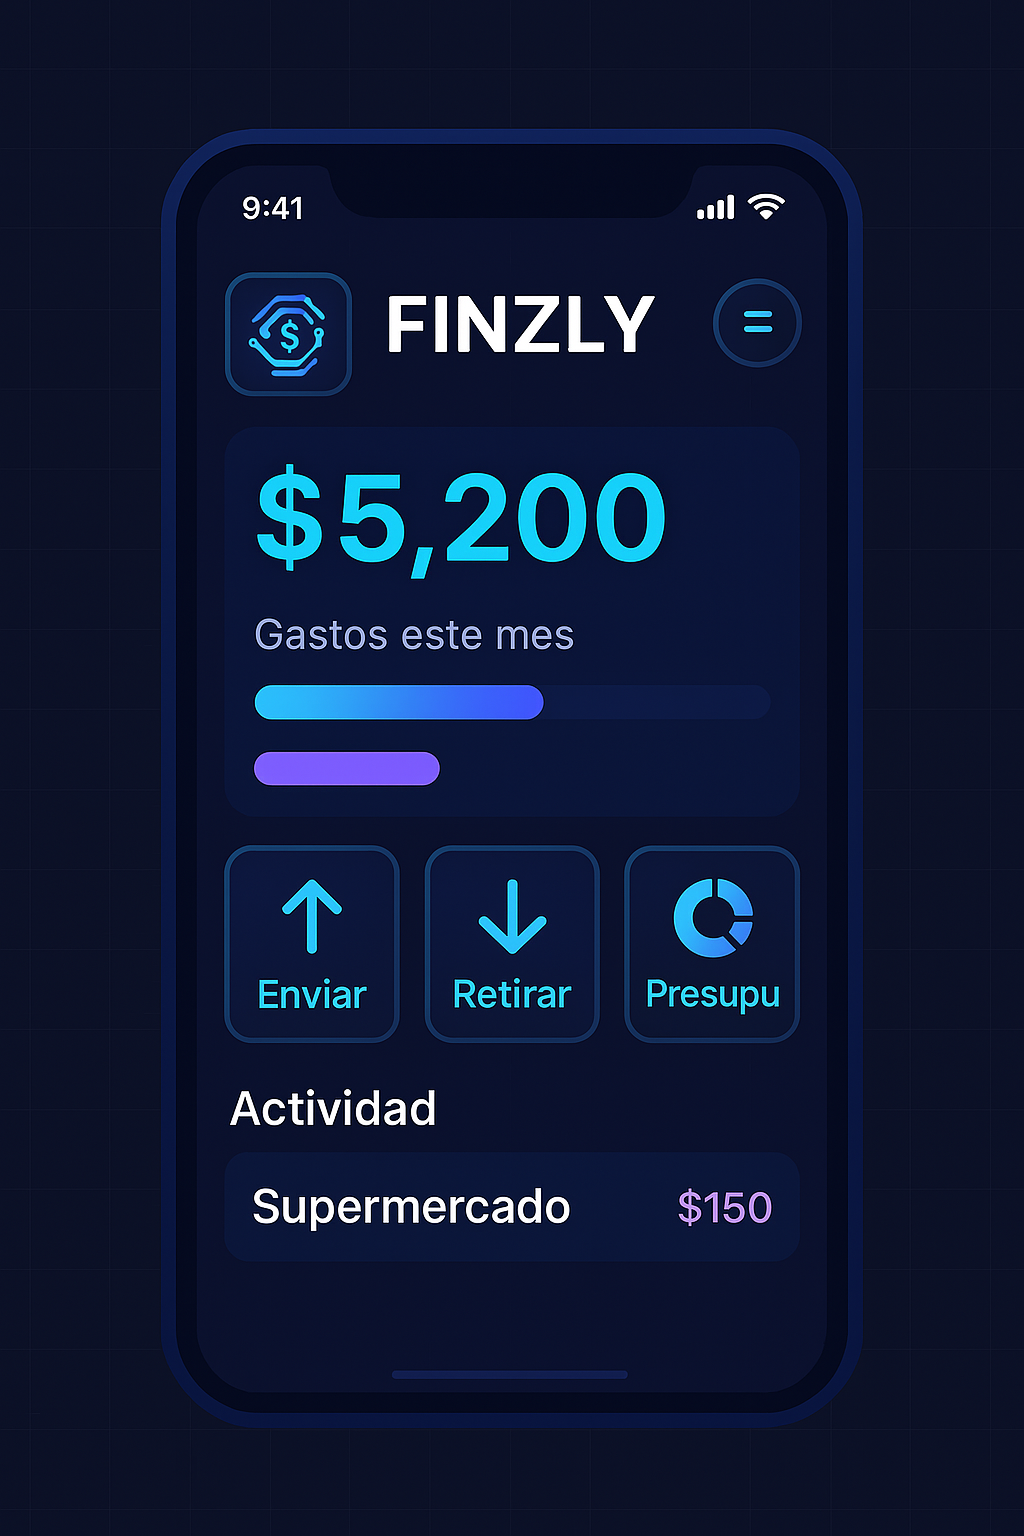 9:41
$
FINZLY
$5,200
Gastos este mes
Enviar
Retirar
Presupu
Actividad
Supermercado $150